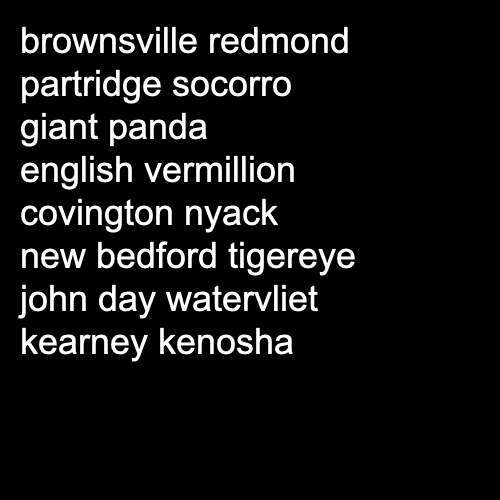 brownsville redmond
partridge socorro
giant panda
english vermillion
covington nyack
new bedford tigereye
john day watervliet
kearney kenosha